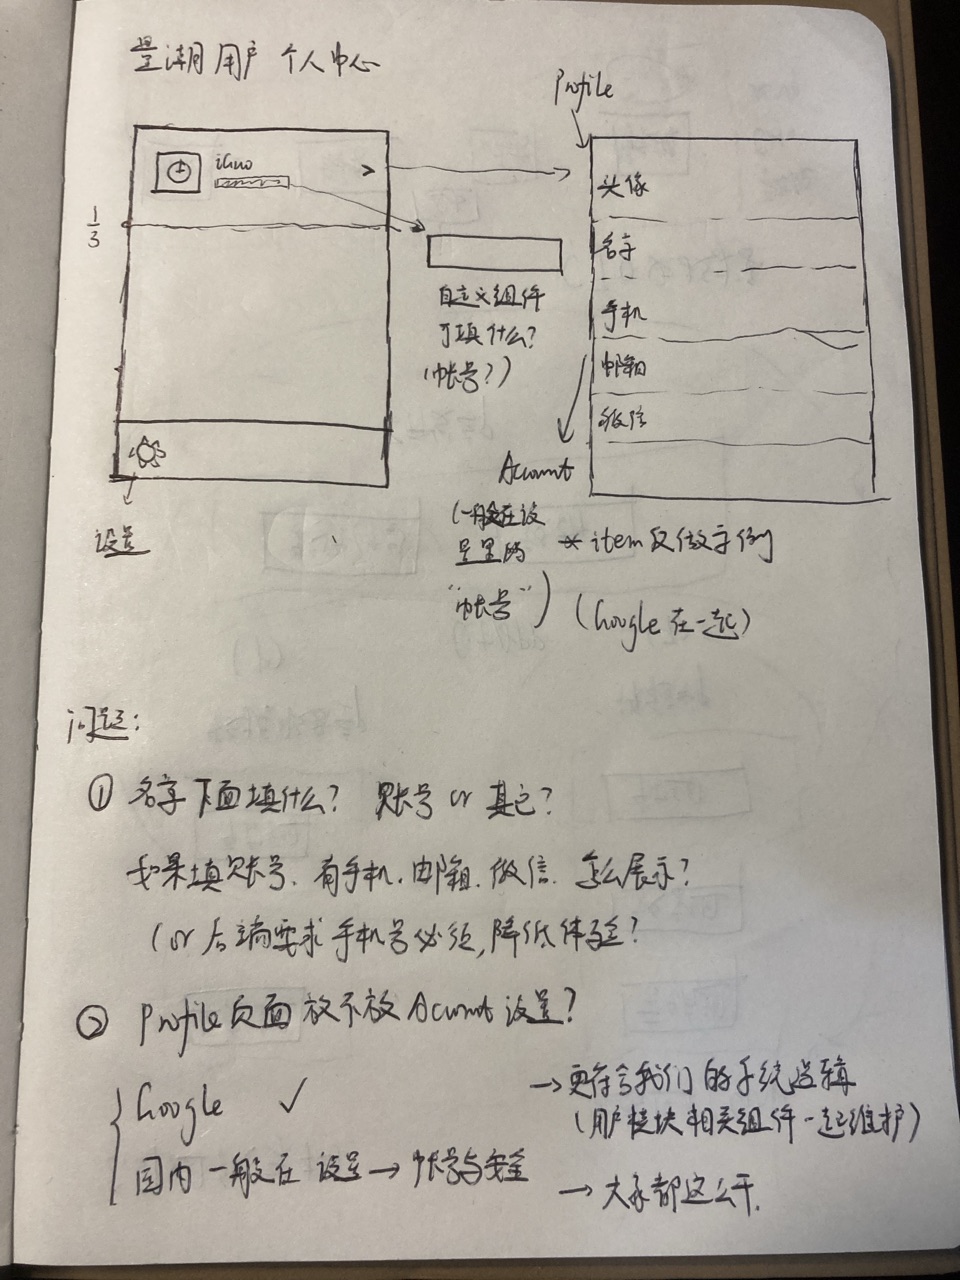 量潮用户个人中心
Profile
1/3
头像
名字
手机
邮箱
微信
自定义组件
可填什么?
(帐号?)
Account
(一般在设
置里的
"帐号")
设置
* item 仅做示例
(Google 在一起)
问题:
① 名字下面填什么? 账号 or 其它?
如果填账号、有手机、邮箱、微信、怎么展示?
(or 后端要求手机号必须,降低体验?
② Profile 页面放不放 Account 设置?
Google ✓
→ 更符合我们的系统逻辑
(用户模块相关组件一起维护)
国内一般在设置→帐号与安全
→ 大家都这么干.